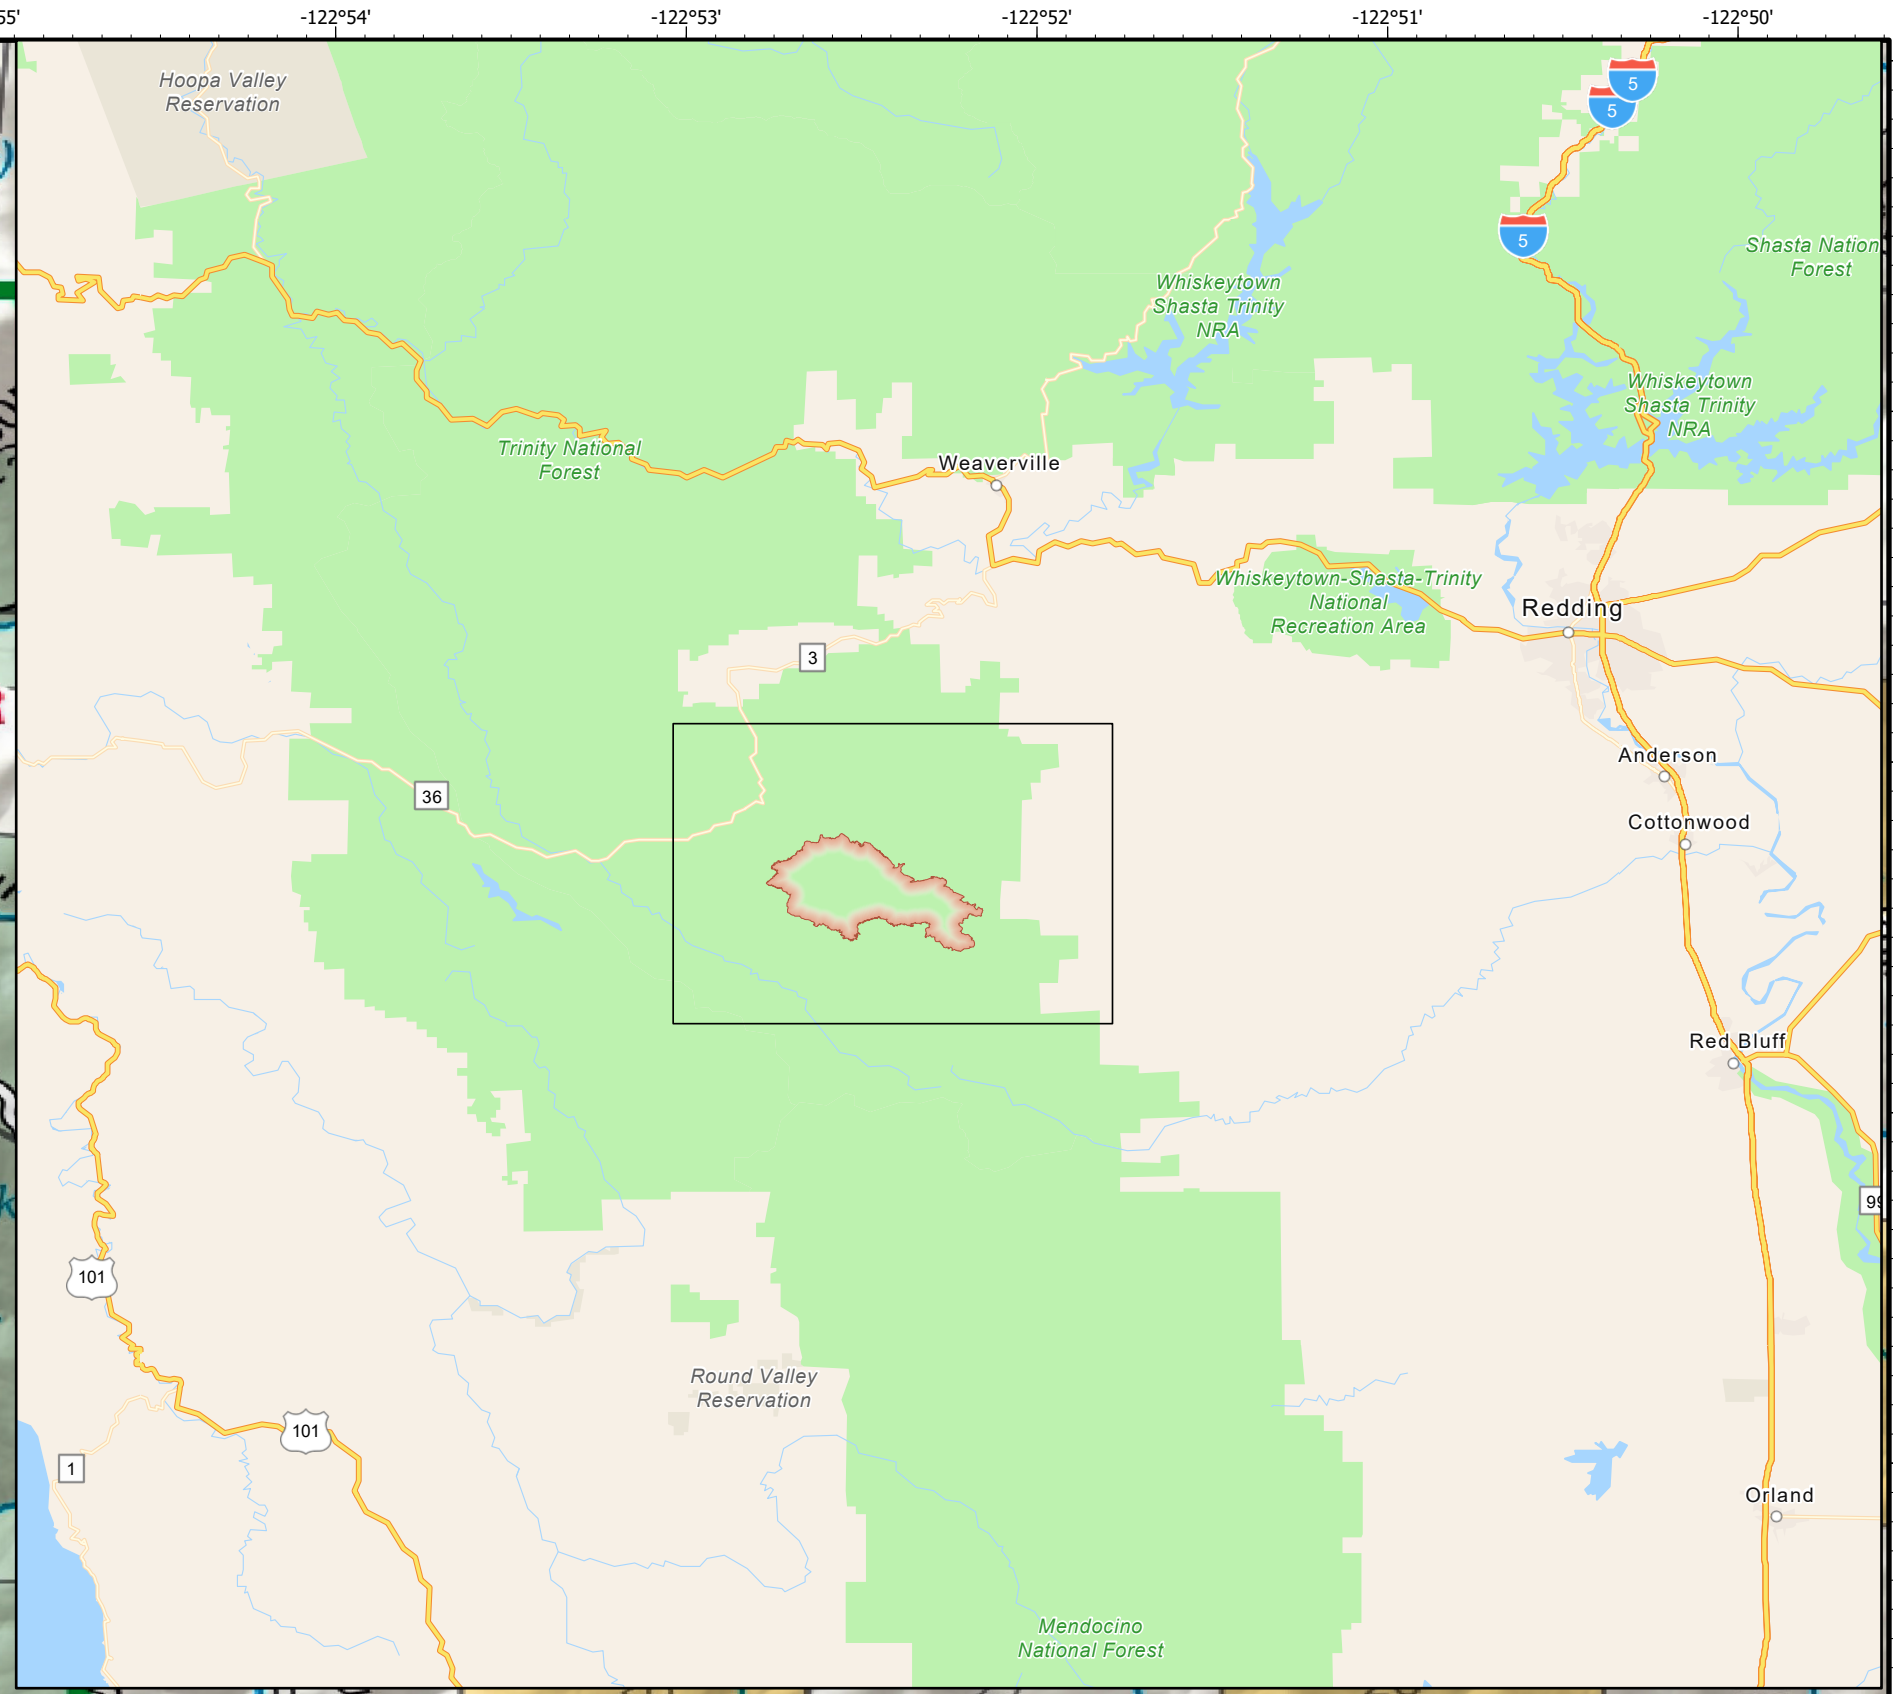 55'
-122°54'
-122°53'
-122°52'
-122°51'
-122°50'
Hoopa Valley
Reservation
5
5
5
Shasta Nation
Forest
Whiskeytown
Shasta Trinity
NRA
Whiskeytown
Shasta Trinity
NRA
Trinity National
Forest
Weaverville
Whiskeytown-Shasta-Trinity
National
Recreation Area
Redding
3
Anderson
36
Cottonwood
Red Bluff
99
101
Round Valley
Reservation
101
1
Orland
Mendocino
National Forest